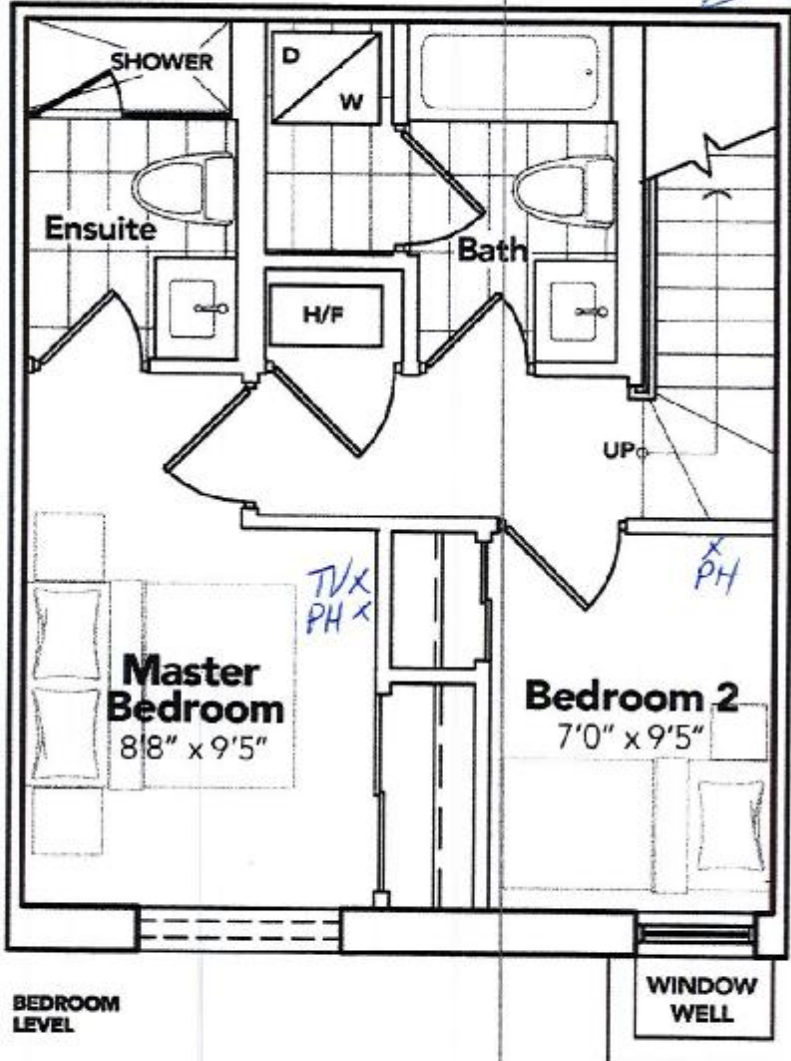 SHOWER
D
W
Ensuite
Bath
H/F
UP
TV x
PH x
x
PH
Master
Bedroom
8'8" x 9'5"
Bedroom 2
7'0" x 9'5"
BEDROOM
LEVEL
WINDOW
WELL